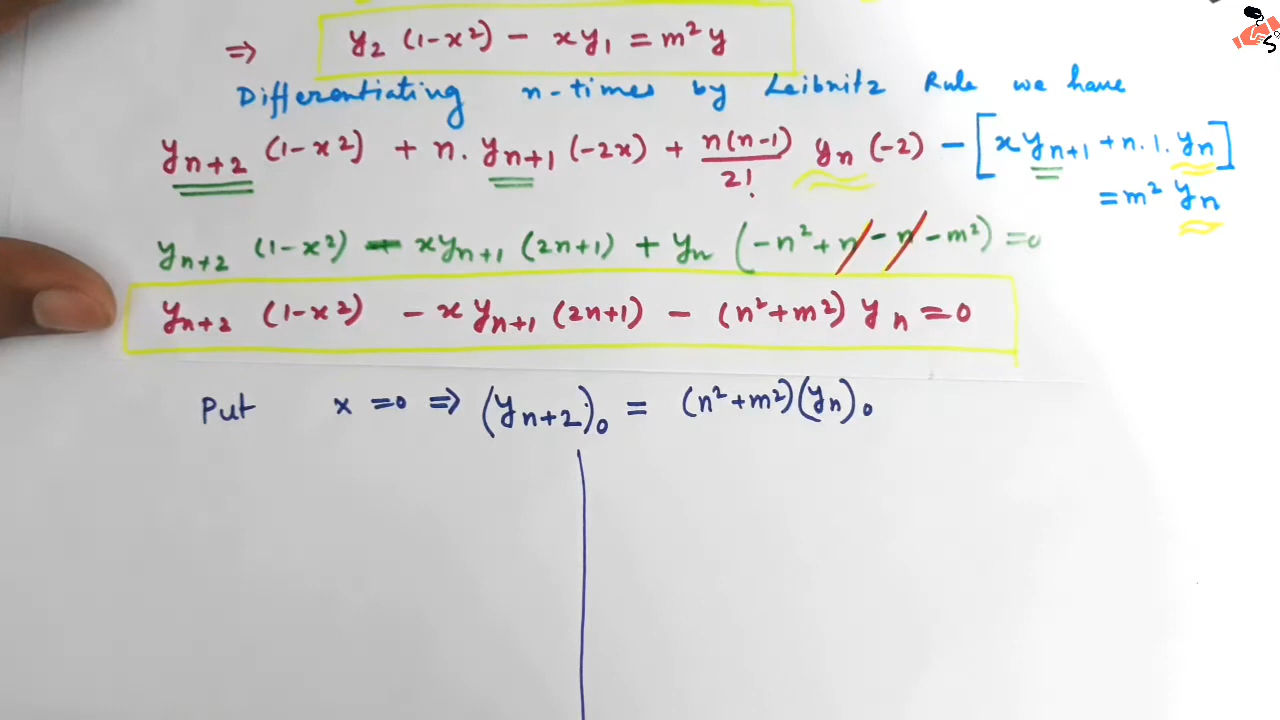 ⇒ y₂ (1-x²) - xy₁ = m² y
Differentiating n-times by Leibnitz Rule we have
yₙ₊₂ (1-x²) + n. yₙ₊₁ (-2x) + n(n-1)/2! yₙ (-2) - [x yₙ₊₁ + n.1. yₙ]
= m² yₙ
yₙ₊₂ (1-x²) - xyₙ₊₁ (2n+1) + yₙ (-n² + n - n - m²) = 0
yₙ₊₂ (1-x²) - x yₙ₊₁ (2n+1) - (n²+m²) yₙ = 0
Put x = 0 ⇒ (yₙ₊₂)₀ = (n²+m²)(yₙ)₀